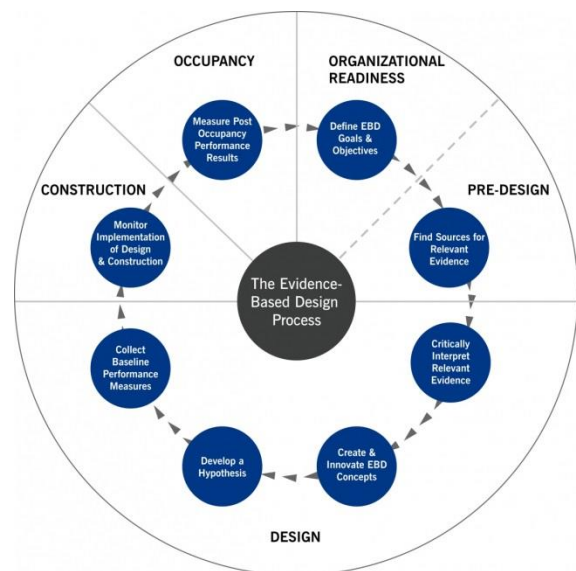 OCCUPANCY
ORGANIZATIONAL
READINESS
PRE-DESIGN
DESIGN
CONSTRUCTION
The Evidence-
Based Design
Process
Define EBD
Goals &
Objectives
Find Sources for
Relevant
Evidence
Critically
Interpret
Relevant
Evidence
Create &
Innovate EBD
Concepts
Develop a
Hypothesis
Collect
Baseline
Performance
Measures
Monitor
Implementation
of Design
& Construction
Measure Post
Occupancy
Performance
Results